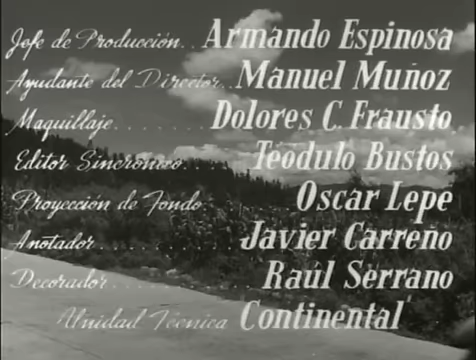 Jefe de Producción.. Armando Espinosa
Ayudante del Director.. Manuel Muñoz
Maquillaje....... Dolores C. Frausto
Editor Sincrónico..... Teodulo Bustos
Proyección de Fondo Oscar Lepe
Anotador.......... Javier Carreño
Decorador.......... Raúl Serrano
Unidad Técnica Continental